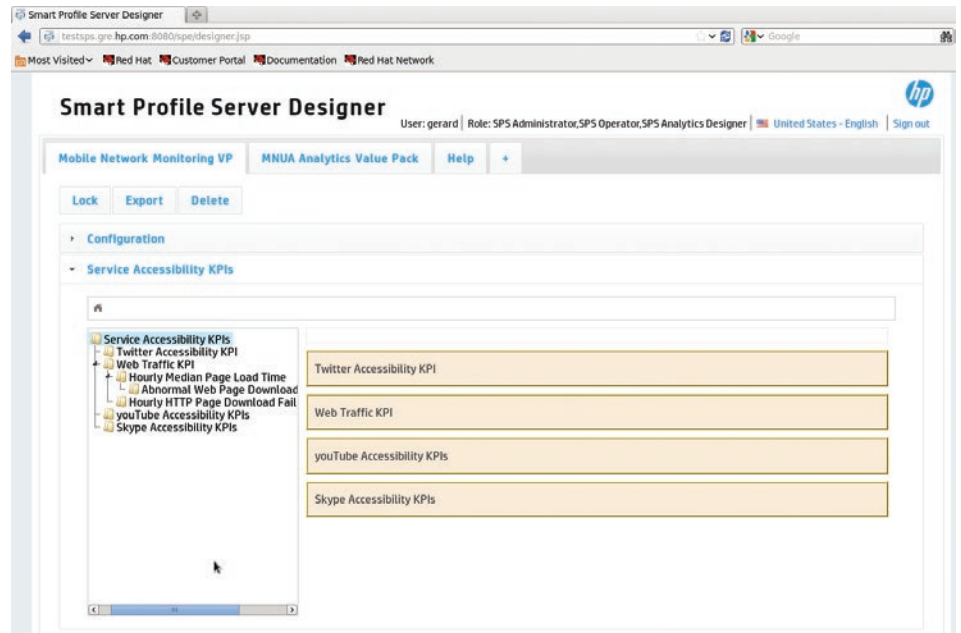 Smart Profile Server Designer
testsps.gre.hp.com:8080/spe/designer.jsp
Google
Most Visited Red Hat Customer Portal Documentation Red Hat Network
hp
Smart Profile Server Designer
User: gerard | Role: SPS Administrator,SPS Operator,SPS Analytics Designer | United States - English | Sign out
Mobile Network Monitoring VP MNUA Analytics Value Pack Help +
Lock Export Delete
Configuration
Service Accessibility KPIs
Service Accessibility KPIs
Twitter Accessibility KPI
Web Traffic KPI
Hourly Median Page Load Time
Abnormal Web Page Download
Hourly HTTP Page Download Fail
youTube Accessibility KPIs
Skype Accessibility KPIs
Twitter Accessibility KPI
Web Traffic KPI
youTube Accessibility KPIs
Skype Accessibility KPIs